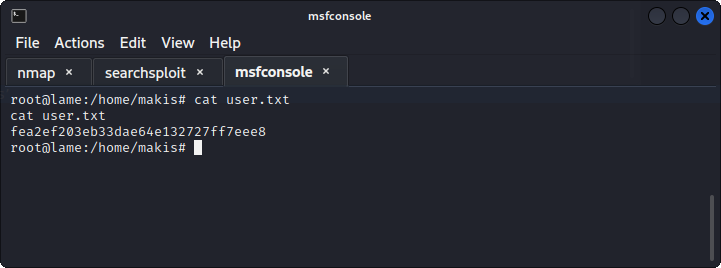 msfconsole
File Actions Edit View Help
nmap × searchsploit × msfconsole ×
root@lame:/home/makis# cat user.txt
cat user.txt
fea2ef203eb33dae64e132727ff7eee8
root@lame:/home/makis#